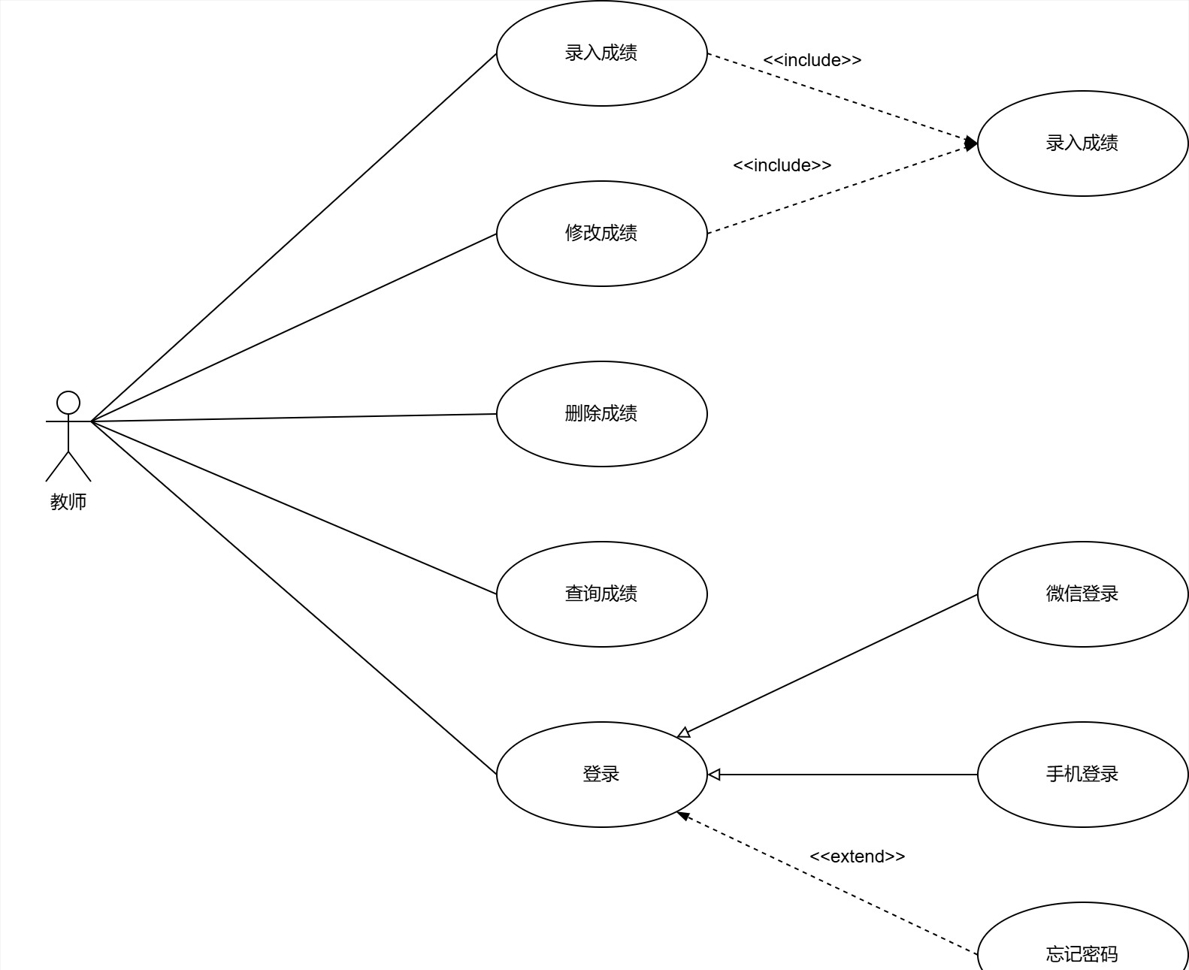 录入成绩
<<include>>
录入成绩
<<include>>
修改成绩
删除成绩
教师
查询成绩
微信登录
登录
手机登录
<<extend>>
忘记密码